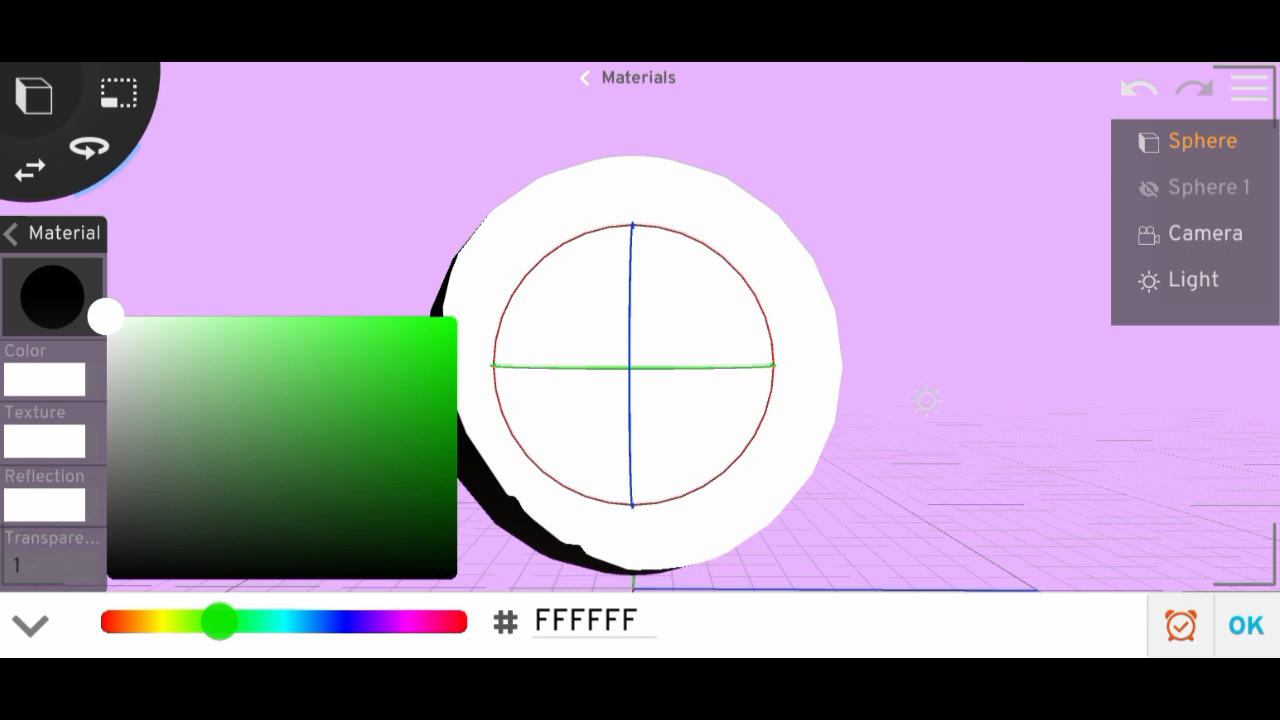 Materials
Sphere
Sphere 1
Camera
Light
Material
Color
Texture
Reflection
Transpare...
1
# FFFFFF
OK